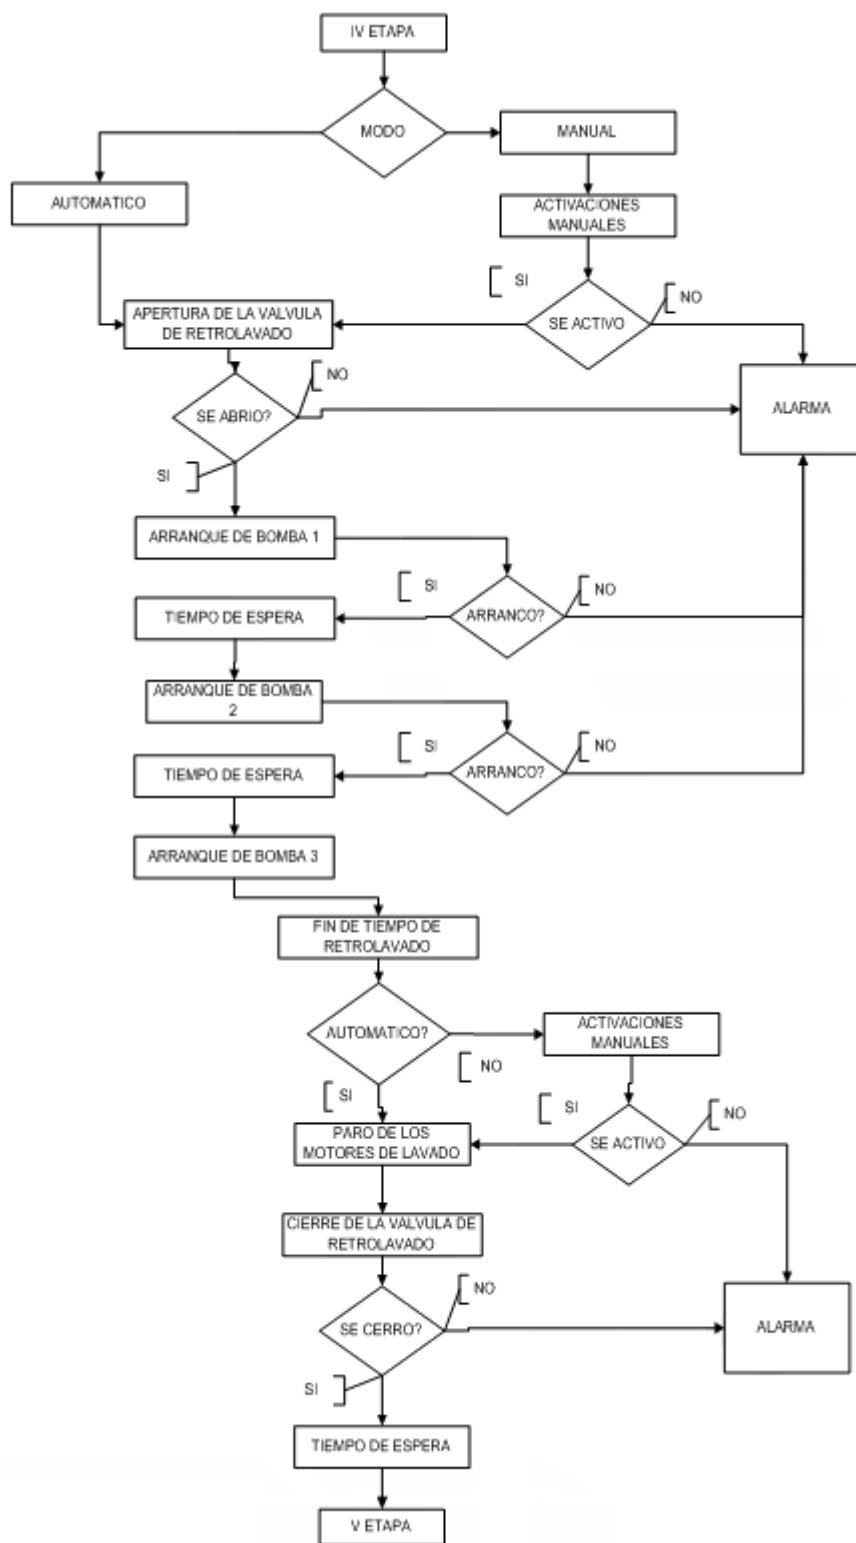 IV ETAPA
MODO
MANUAL
AUTOMATICO
ACTIVACIONES
MANUALES
SI
NO
SE ACTIVO
APERTURA DE LA VALVULA
DE RETROLAVADO
NO
SE ABRIO?
ALARMA
SI
ARRANQUE DE BOMBA 1
SI
NO
ARRANCO?
TIEMPO DE ESPERA
ARRANQUE DE BOMBA
2
SI
NO
ARRANCO?
TIEMPO DE ESPERA
ARRANQUE DE BOMBA 3
FIN DE TIEMPO DE
RETROLAVADO
AUTOMATICO?
ACTIVACIONES
MANUALES
NO
SI
SI
NO
SE ACTIVO
PARO DE LOS
MOTORES DE LAVADO
CIERRE DE LA VALVULA DE
RETROLAVADO
NO
SE CERRO?
ALARMA
SI
TIEMPO DE ESPERA
V ETAPA